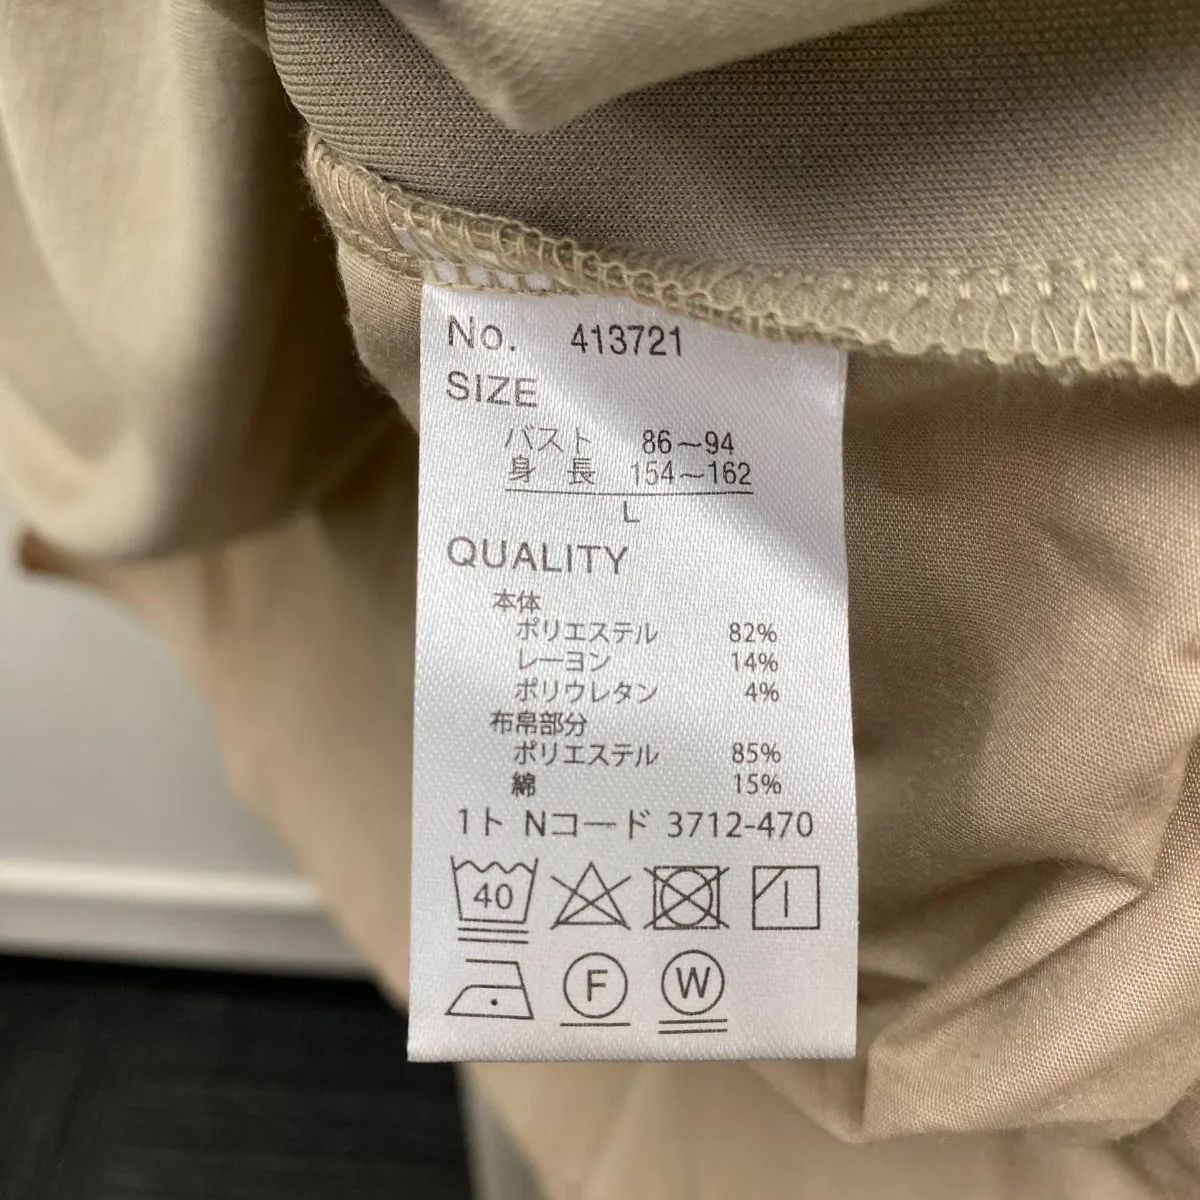 No. 413721
SIZE
バスト 86~94
身長 154~162
L
QUALITY
本体
ポリエステル 82%
レーヨン 14%
ポリウレタン 4%
布帛部分
ポリエステル 85%
綿 15%
1ト Nコード 3712-470
40
F W